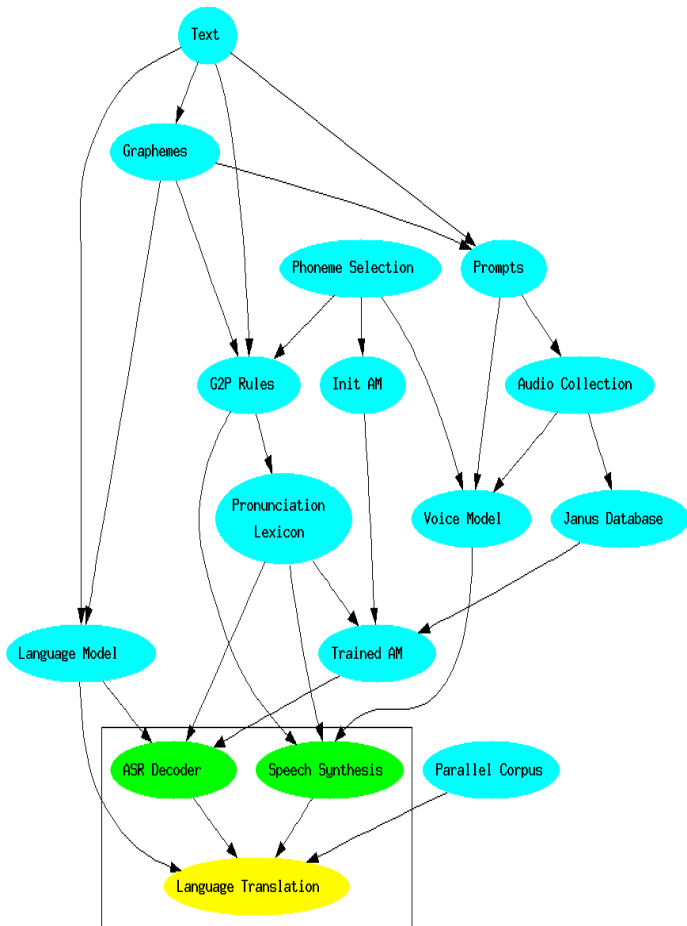 Text
Graphemes
Phoneme Selection
Prompts
G2P Rules
Init AM
Audio Collection
Pronunciation
Lexicon
Voice Model
Janus Database
Language Model
Trained AM
ASR Decoder
Speech Synthesis
Parallel Corpus
Language Translation